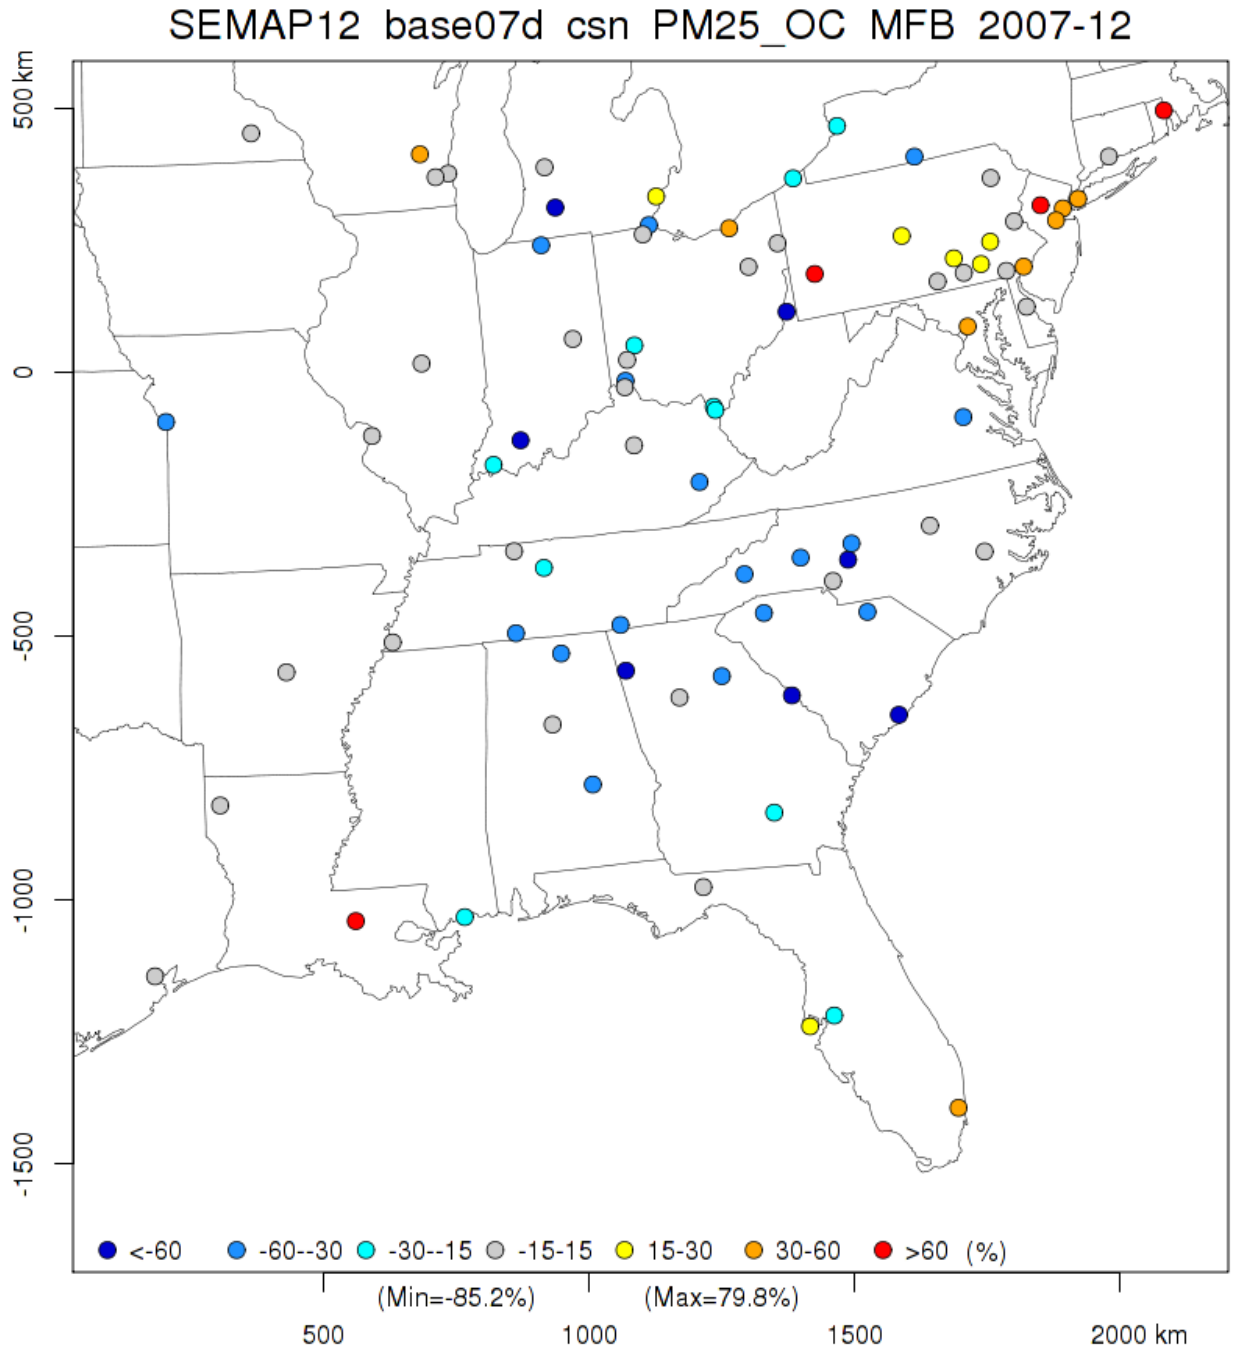 SEMAP12 base07d csn PM25_OC MFB 2007-12
500 km
0
-500
-1000
-1500
<-60 -60--30 -30--15 -15-15 15-30 30-60 >60 (%)
(Min=-85.2%) (Max=79.8%)
500 1000 1500 2000 km